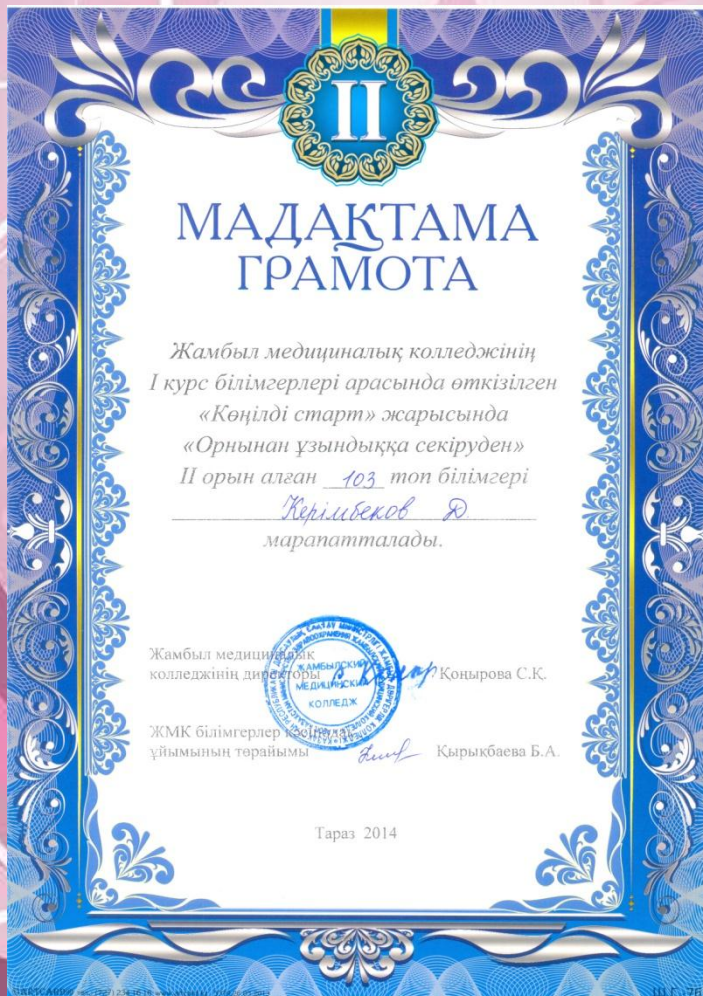 II
МАДАҚТАМА
ГРАМОТА
Жамбыл медициналық колледжінің
І курс білімгерлері арасында өткізілген
«Көңілді старт» жарысында
«Орнынан ұзындыққа секіруден»
ІІ орын алған 103 топ білімгері
Керімбеков Д.
марапатталады.
Жамбыл медициналық
колледжінің директоры Қоңырова С.Қ.
ЖАМБЫЛСКИЙ
МЕДИЦИНСКИЙ
КОЛЛЕДЖ
ЖМК білімгерлер кәсіподақ
ұйымының төрайымы Қырықбаева Б.А.
Тараз 2014